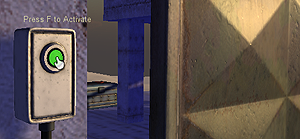 Press F to Activate